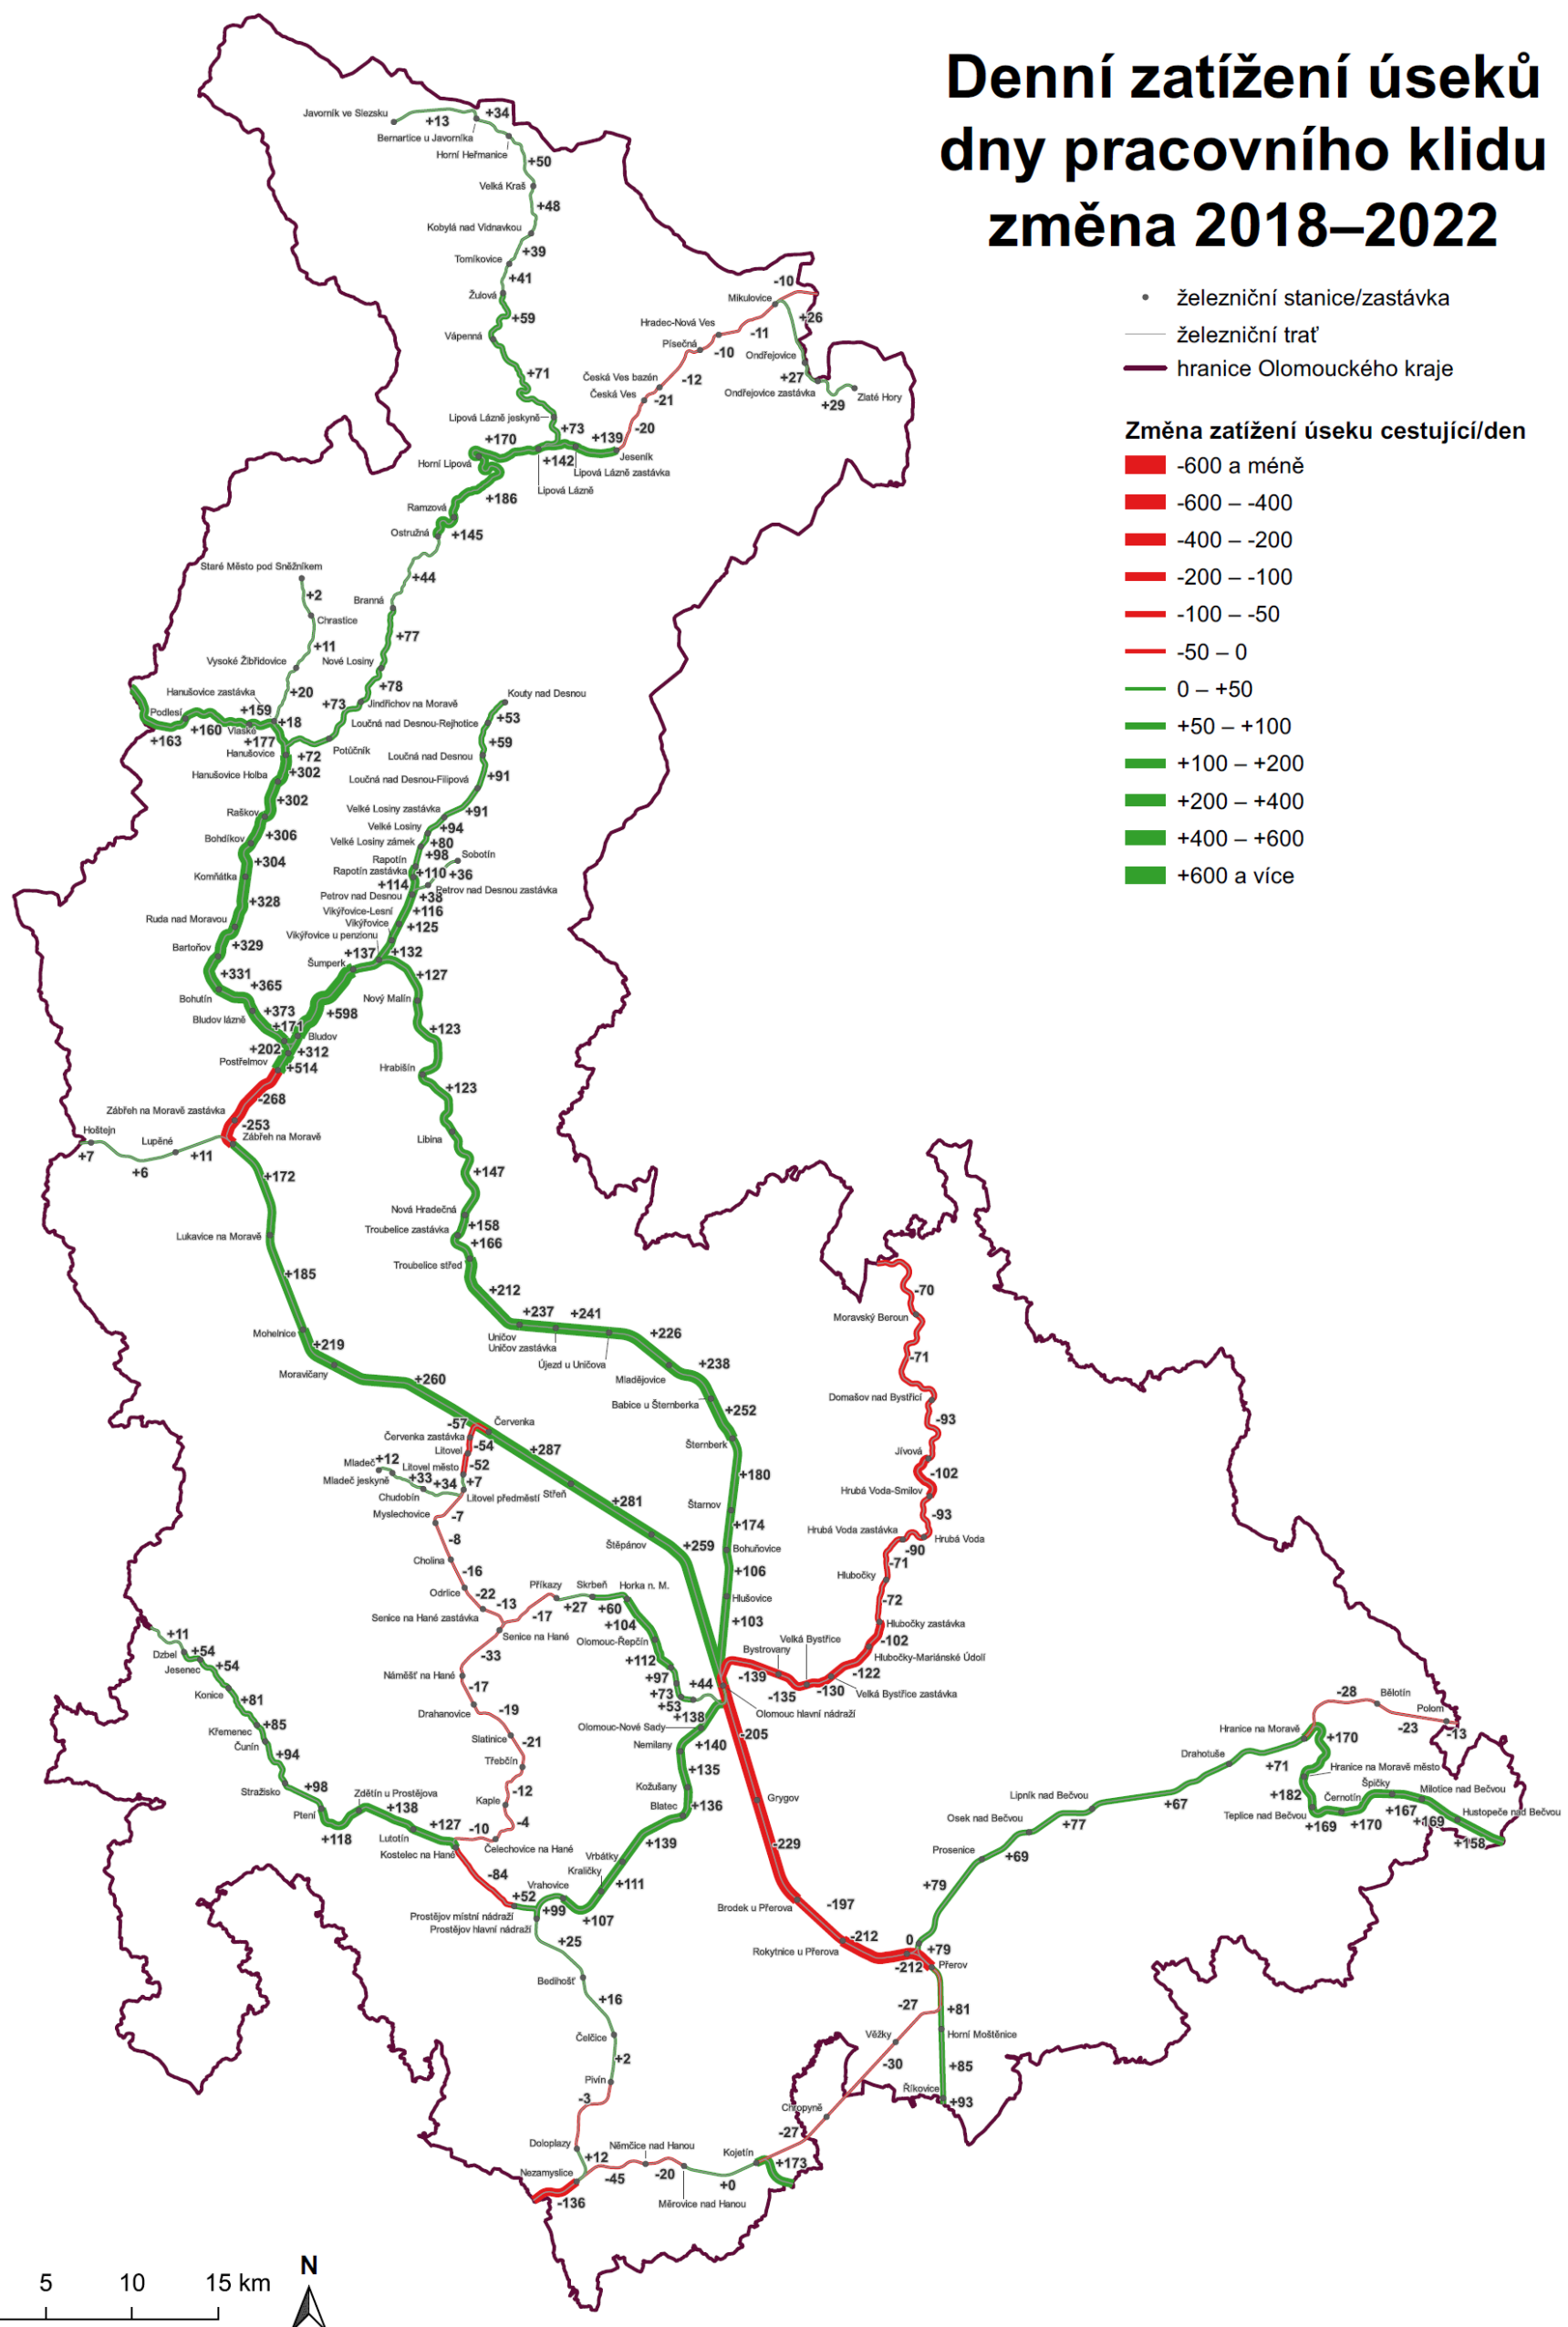 Denní zatížení úseků
dny pracovního klidu
změna 2018–2022
železniční stanice/zastávka
železniční trať
hranice Olomouckého kraje
Změna zatížení úseku cestující/den
-600 a méně
-600 – -400
-400 – -200
-200 – -100
-100 – -50
-50 – 0
0 – +50
+50 – +100
+100 – +200
+200 – +400
+400 – +600
+600 a více
Javorník ve Slezsku
+13
+34
Bernartice u Javorníka
Horní Heřmanice
+50
Velká Kraš
+48
Kobylá nad Vidnavkou
+39
Tomíkovice
+41
Žulová
+59
Vápenná
+71
Lipová Lázně jeskyně
+73
-10
Mikulovice
+26
Hradec-Nová Ves
-11
Písečná
-10
Ondřejovice
+27
Ondřejovice zastávka
+29
Zlaté Hory
Česká Ves bazén
-12
Česká Ves
-21
-20
+139
Jeseník
+170
+142
Horní Lipová
Lipová Lázně zastávka
Lipová Lázně
+186
Ramzová
Ostružná
+145
+44
Staré Město pod Sněžníkem
+2
Branná
Chrastice
+77
+11
Vysoké Žibřidovice
Nové Losiny
+20
+78
Hanušovice zastávka
+73
Jindřichov na Moravě
Kouty nad Desnou
+53
Podlesí
+159
+18
Loučná nad Desnou-Rejhotice
+160
Vlaské
+163
+177
+59
Hanušovice
+72
Potůčník
Loučná nad Desnou
Hanušovice Holba
+302
Loučná nad Desnou-Filipová
+91
+302
Raškov
Velké Losiny zastávka
+91
Velké Losiny
+94
Bohdíkov
+306
Velké Losiny zámek
+80
+304
Rapotín
+98
Sobotín
Komňátka
Rapotín zastávka
+110
+36
+114
Petrov nad Desnou
+38
Petrov nad Desnou zastávka
+328
Vikýřovice-Lesní
+116
Ruda nad Moravou
Vikýřovice
+125
Bartoňov
+329
Vikýřovice u penzionu
+137
+132
Šumperk
+331
+365
+127
Bohutín
Nový Malín
Bludov lázně
+373
+598
+171
Bludov
+123
+202
+312
Postřelmov
+514
Hrabišín
+123
-268
Zábřeh na Moravě zastávka
-253
Hoštejn
Lupěné
Zábřeh na Moravě
Libina
+7
+6
+11
+172
+147
Nová Hradečná
Troubelice zastávka
+158
Lukavice na Moravě
+166
Troubelice střed
+185
+212
Mohelnice
+219
Uničov
+237
+241
Uničov zastávka
Újezd u Uničova
+226
Moravičany
+260
Mladějovice
+238
Babice u Šternberka
+252
Šternberk
+180
Štarnov
+174
Bohuňovice
+106
Hlušovice
+103
-70
Moravský Beroun
-71
Domašov nad Bystřicí
-93
Jívová
-102
Hrubá Voda-Smilov
-93
Hrubá Voda zastávka
Hrubá Voda
-90
-71
Hlubočky
-72
Hlubočky zastávka
-102
Hlubočky-Mariánské Údolí
-122
Velká Bystřice
Bystrovany
-139
-135
-130
Velká Bystřice zastávka
-57
Červenka
Červenka zastávka
Litovel
-54
+287
Litovel město
-52
Mladeč
+12
Mladeč jeskyně
+33
+34
+7
Střeň
Chudobín
Litovel předměstí
+281
Myslechovice
-7
-8
Štěpánov
+259
Cholina
-16
Odrlice
-22
-13
Senice na Hané zastávka
Příkazy
Skrbeň
Horka n. M.
-17
+27
+60
+104
Senice na Hané
Olomouc-Řepčín
-33
+112
Náměšť na Hané
+97
-17
+73
+44
Drahanovice
-19
+53
+138
Olomouc hlavní nádraží
Olomouc-Nové Sady
-205
Slatinice
-21
Nemilany
+140
Třebčín
+135
-12
Kožušany
Kaple
Blatec
+136
Grygov
-4
-10
Čelechovice na Hané
+139
-229
+11
Dzbel
+54
Jesenec
+54
Konice
+81
Křemenec
+85
Čunín
+94
Stražisko
+98
Zdětín u Prostějova
Ptení
+138
+118
Lutotín
+127
Kostelec na Hané
-84
Vrbátky
Kraličky
Vrahovice
+111
+52
Prostějov místní nádraží
+99
+107
Prostějov hlavní nádraží
+25
Brodek u Přerova
-197
-212
Rokytnice u Přerova
0
+79
-212
Přerov
+79
Prosenice
+69
Osek nad Bečvou
+77
Lipník nad Bečvou
+67
Drahotuše
+71
Hranice na Moravě
-28
Bělotín
-23
Polom
-13
+170
Hranice na Moravě město
+182
Teplice nad Bečvou
Černotín
Špičky
Milotice nad Bečvou
+169
+170
+167
+169
Hustopeče nad Bečvou
+158
Bedihošť
+16
Čelčice
+2
Pivín
-3
Doloplazy
+12
Nezamyslice
-136
-45
Němčice nad Hanou
-20
Měrovice nad Hanou
+0
Kojetín
+173
-27
Chropyně
-30
Věžky
-27
+81
Horní Moštěnice
+85
Říkovice
+93
5
10
15 km
N